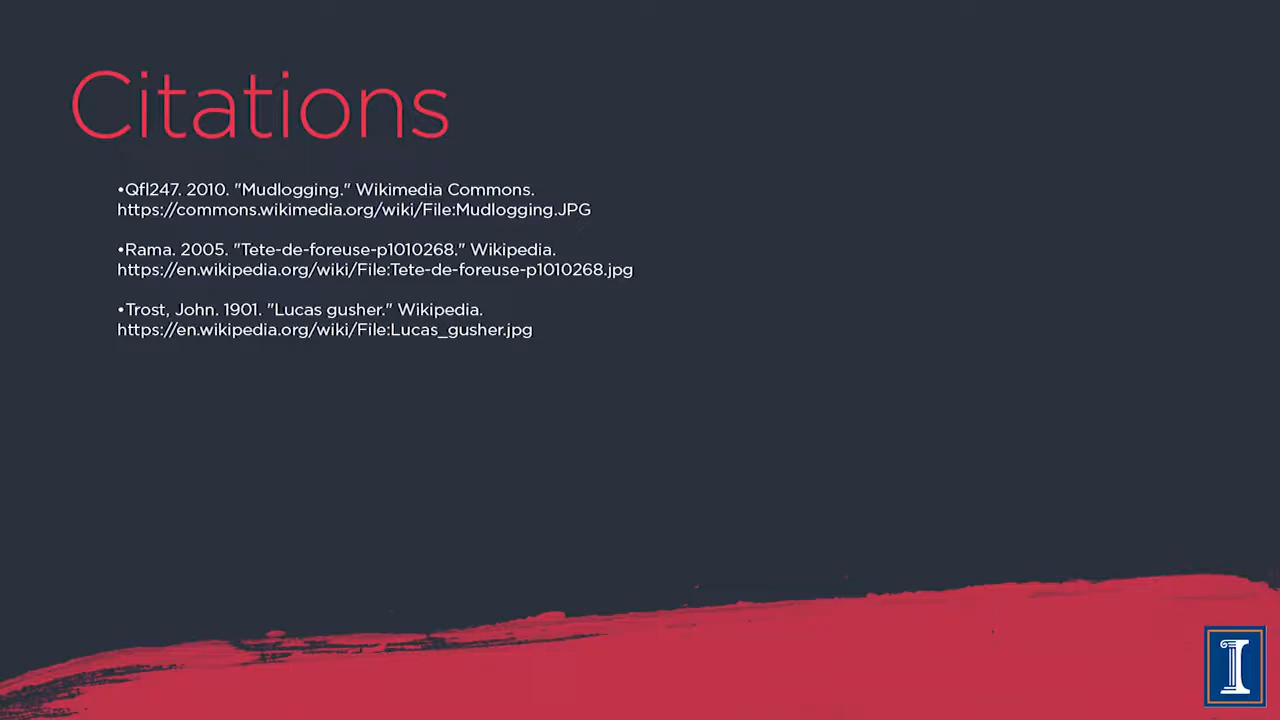 Citations
•Qfl247. 2010. "Mudlogging." Wikimedia Commons.
https://commons.wikimedia.org/wiki/File:Mudlogging.JPG
•Rama. 2005. "Tete-de-foreuse-p1010268." Wikipedia.
https://en.wikipedia.org/wiki/File:Tete-de-foreuse-p1010268.jpg
•Trost, John. 1901. "Lucas gusher." Wikipedia.
https://en.wikipedia.org/wiki/File:Lucas_gusher.jpg
I